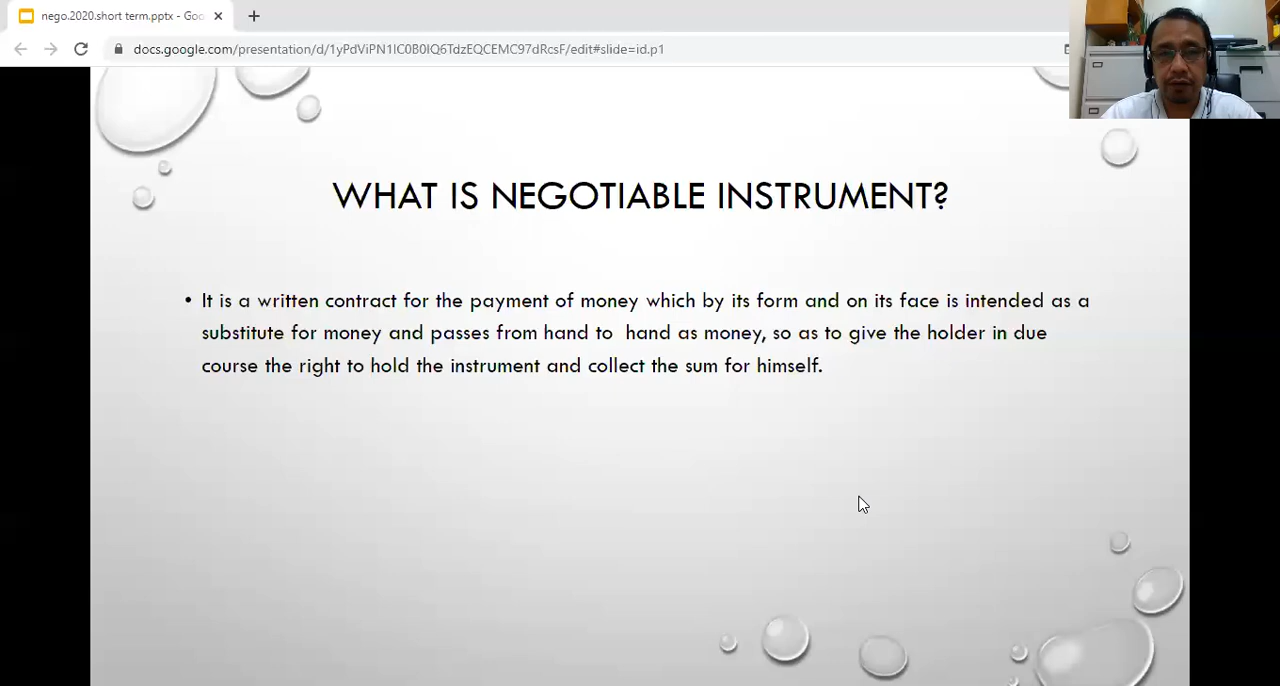 nego.2020.short term.pptx - Goo
docs.google.com/presentation/d/1yPdViPN1IC0B0IQ6TdzEQCEMC97dRcsF/edit#slide=id.p1
WHAT IS NEGOTIABLE INSTRUMENT?
• It is a written contract for the payment of money which by its form and on its face is intended as a
substitute for money and passes from hand to hand as money, so as to give the holder in due
course the right to hold the instrument and collect the sum for himself.